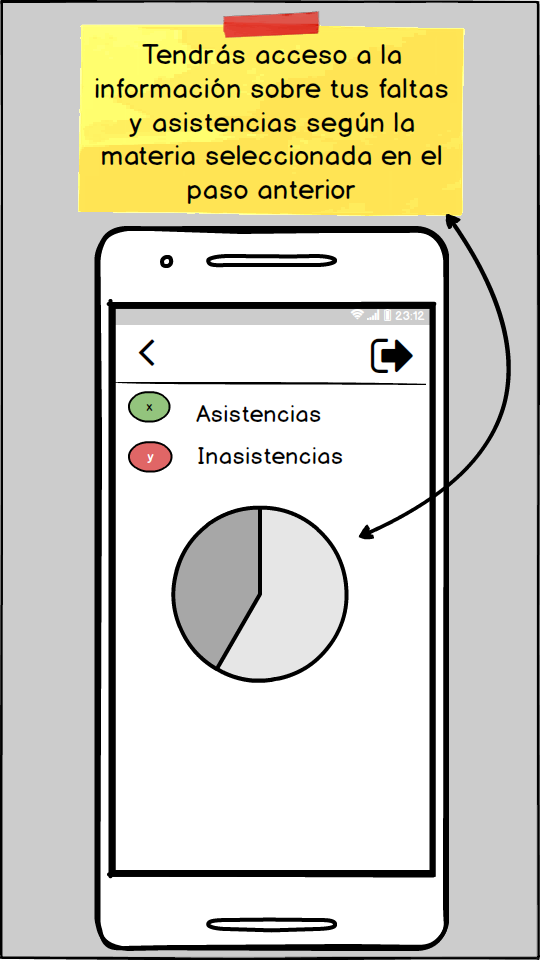 Tendrás acceso a la
información sobre tus faltas
y asistencias según la
materia seleccionada en el
paso anterior
23:12
x Asistencias
y Inasistencias